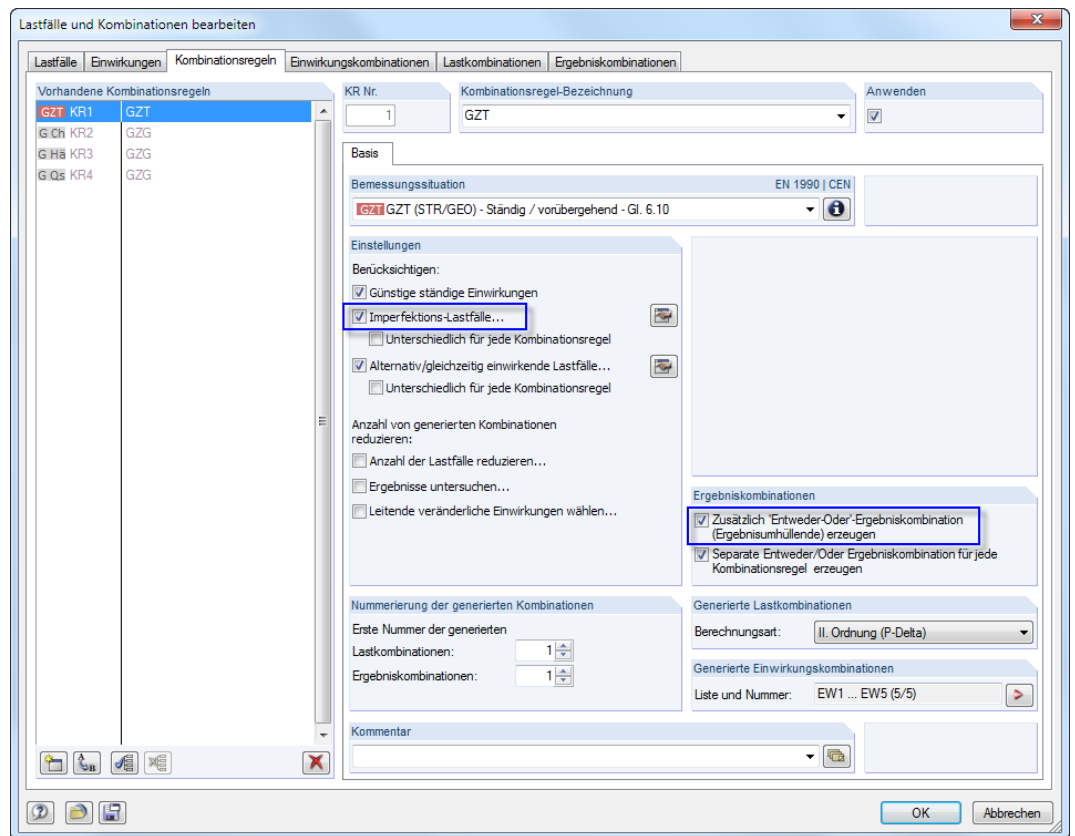 Lastfälle und Kombinationen bearbeiten
Lastfälle Einwirkungen Kombinationsregeln Einwirkungskombinationen Lastkombinationen Ergebniskombinationen
Vorhandene Kombinationsregeln
GZT KR1 GZT
G Ch KR2 GZG
G Hä KR3 GZG
G Qs KR4 GZG
KR Nr.
1
Kombinationsregel-Bezeichnung
GZT
Anwenden
Basis
Bemessungssituation EN 1990 | CEN
GZT GZT (STR/GEO) - Ständig / vorübergehend - Gl. 6.10
Einstellungen
Berücksichtigen:
Günstige ständige Einwirkungen
Imperfektions-Lastfälle...
Unterschiedlich für jede Kombinationsregel
Alternativ/gleichzeitig einwirkende Lastfälle...
Unterschiedlich für jede Kombinationsregel
Anzahl von generierten Kombinationen
reduzieren:
Anzahl der Lastfälle reduzieren...
Ergebnisse untersuchen...
Leitende veränderliche Einwirkungen wählen...
Ergebniskombinationen
Zusätzlich 'Entweder-Oder'-Ergebniskombination
(Ergebnisumhüllende) erzeugen
Separate Entweder/Oder Ergebniskombination für jede
Kombinationsregel erzeugen
Nummerierung der generierten Kombinationen
Erste Nummer der generierten
Lastkombinationen: 1
Ergebniskombinationen: 1
Generierte Lastkombinationen
Berechnungsart: II. Ordnung (P-Delta)
Generierte Einwirkungskombinationen
Liste und Nummer: EW1 ... EW5 (5/5)
Kommentar
OK Abbrechen